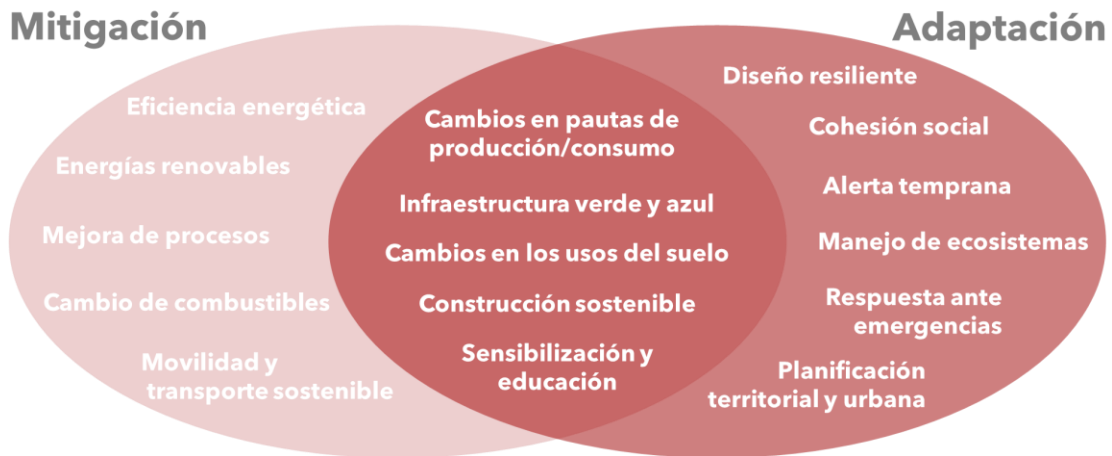 Mitigación
Adaptación
Eficiencia energética
Energías renovables
Mejora de procesos
Cambio de combustibles
Movilidad y
transporte sostenible
Cambios en pautas de
producción/consumo
Infraestructura verde y azul
Cambios en los usos del suelo
Construcción sostenible
Sensibilización y
educación
Diseño resiliente
Cohesión social
Alerta temprana
Manejo de ecosistemas
Respuesta ante
emergencias
Planificación
territorial y urbana